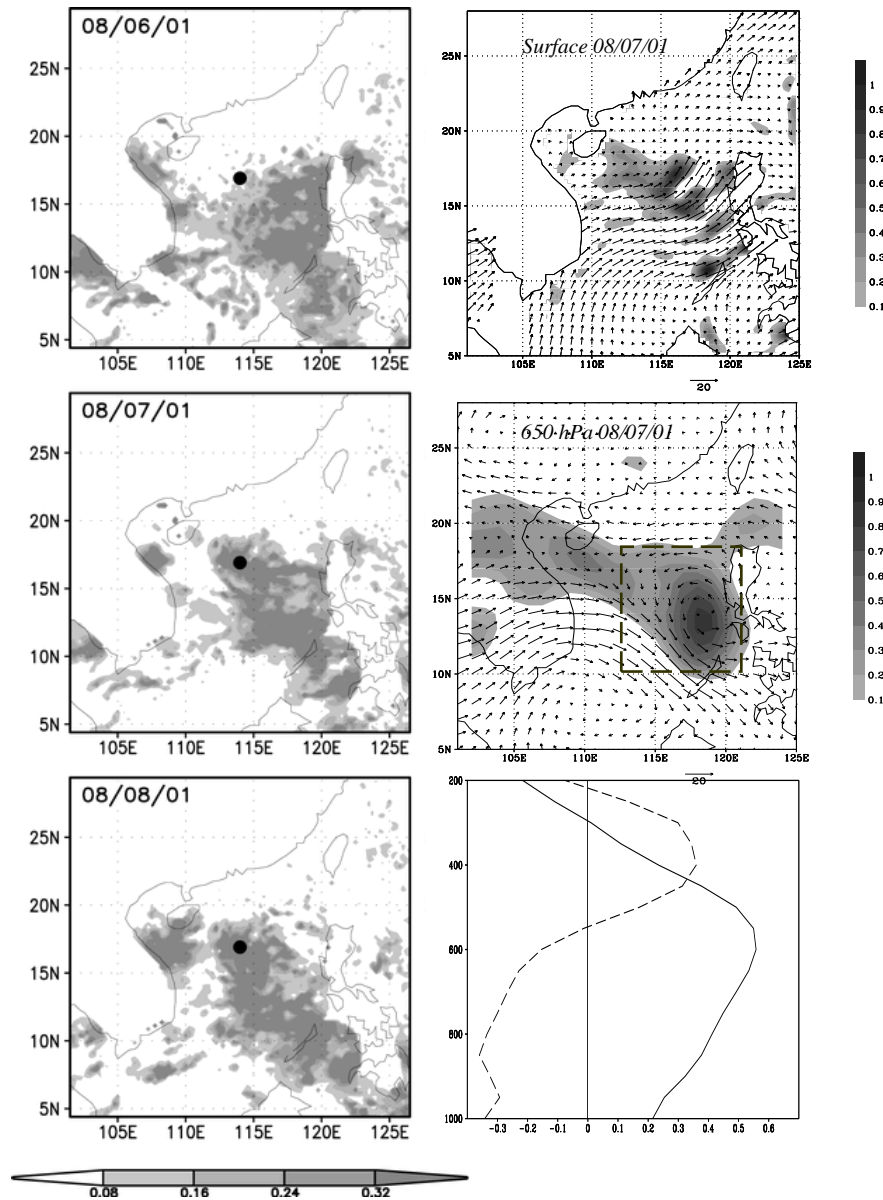 08/06/01
25N
20N
15N
10N
5N
105E 110E 115E 120E
Surface 08/07/01
25N
20N
15N
10N
5N
105E 110E 115E 120E 125E
20
1
0.9
0.8
0.7
0.6
0.5
0.4
0.3
0.2
0.1
08/07/01
25N
20N
15N
10N
5N
105E 110E 115E 120E
650 hPa 08/07/01
25N
20N
15N
10N
5N
105E 110E 115E 120E 125E
20
1
0.9
0.8
0.7
0.6
0.5
0.4
0.3
0.2
0.1
08/08/01
25N
20N
15N
10N
5N
105E 110E 115E 120E
200
400
600
800
1000
-0.3 -0.2 -0.1 0 0.1 0.2 0.3 0.4 0.5 0.6
0.08 0.16 0.24 0.32